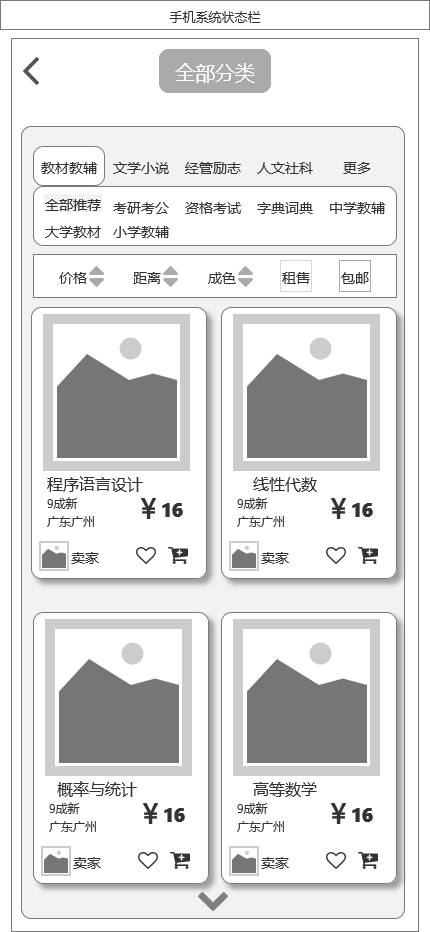 手机系统状态栏
全部分类
教材教辅 文学小说 经管励志 人文社科 更多
全部推荐 考研考公 资格考试 字典词典 中学教辅
大学教材 小学教辅
价格 距离 成色 租售 包邮
程序语言设计
9成新
广东广州
¥ 16
卖家
线性代数
9成新
广东广州
¥ 16
卖家
概率与统计
9成新
广东广州
¥ 16
卖家
高等数学
9成新
广东广州
¥ 16
卖家